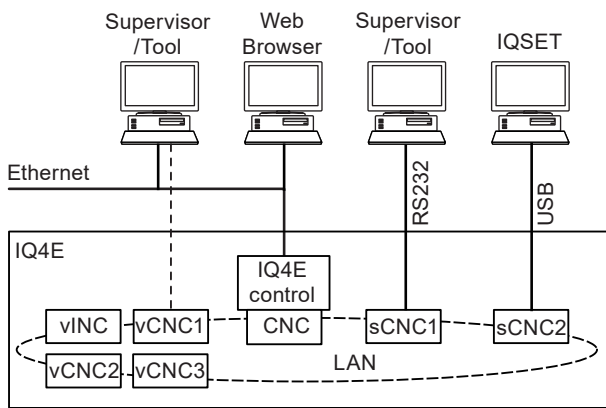 Supervisor
/Tool
Web
Browser
Supervisor
/Tool
IQSET
Ethernet
RS232
USB
IQ4E
IQ4E
control
vINC
vCNC1
CNC
sCNC1
sCNC2
LAN
vCNC2
vCNC3